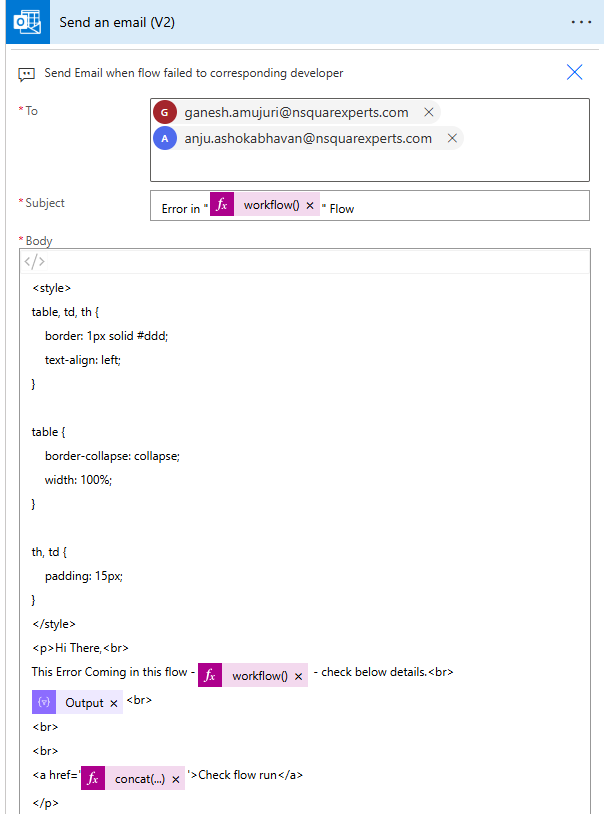 Send an email (V2)
Send Email when flow failed to corresponding developer
*To
G ganesh.amujuri@nsquarexperts.com ×
A anju.ashokabhavan@nsquarexperts.com ×
*Subject
Error in " fx workflow() × " Flow
*Body
</>
<style>
table, td, th {
border: 1px solid #ddd;
text-align: left;
}
table {
border-collapse: collapse;
width: 100%;
}
th, td {
padding: 15px;
}
</style>
<p>Hi There,<br>
This Error Coming in this flow - fx workflow() × - check below details.<br>
{v} Output × <br>
<br>
<br>
<a href=' fx concat(...) × '>Check flow run</a>
</p>